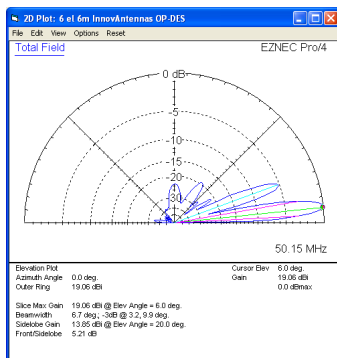 2D Plot: 6 el 6m InnovAntennas OP-DES
File Edit View Options Reset
Total Field EZNEC Pro/4
0 dB
-5
-10
-15
-20
-30
50.15 MHz
Elevation Plot Cursor Elev 6.0 deg.
Azimuth Angle 0.0 deg. Gain 19.06 dBi
Outer Ring 19.06 dBi 0.0 dBmax
Slice Max Gain 19.06 dBi @ Elev Angle = 6.0 deg.
Beamwidth 6.7 deg.; -3dB @ 3.2, 9.9 deg.
Sidelobe Gain 13.85 dBi @ Elev Angle = 20.0 deg.
Front/Sidelobe 5.21 dB